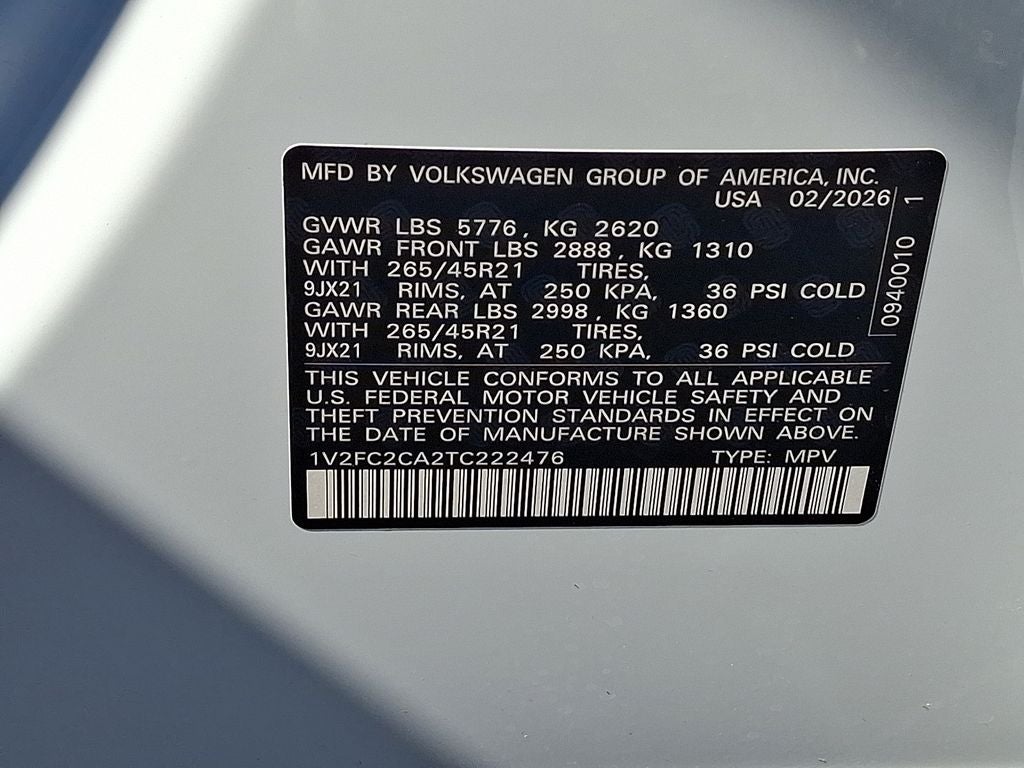 MFD BY VOLKSWAGEN GROUP OF AMERICA, INC.
USA 02/2026
GVWR LBS 5776, KG 2620
GAWR FRONT LBS 2888, KG 1310
WITH 265/45R21 TIRES,
9JX21 RIMS, AT 250 KPA, 36 PSI COLD
GAWR REAR LBS 2998, KG 1360
WITH 265/45R21 TIRES,
9JX21 RIMS, AT 250 KPA, 36 PSI COLD
THIS VEHICLE CONFORMS TO ALL APPLICABLE
U.S. FEDERAL MOTOR VEHICLE SAFETY AND
THEFT PREVENTION STANDARDS IN EFFECT ON
THE DATE OF MANUFACTURE SHOWN ABOVE.
1V2FC2CA2TC222476 TYPE: MPV
0940010 1